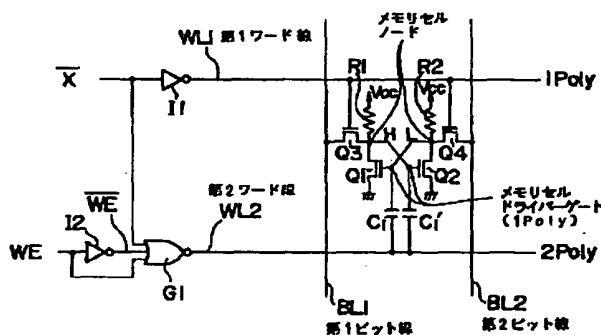 メモリセル
ノード
WL1 第1ワード線
X
R1
R2
1Poly
Vcc
Vcc
I1
Q3
H
L
Q4
Q1
Q2
第2ワード線
WE
I2
WL2
メモリセル
ドライバーゲート
(1Poly)
C1
C1'
WE
2Poly
G1
BL1
第1ビット線
BL2
第2ビット線